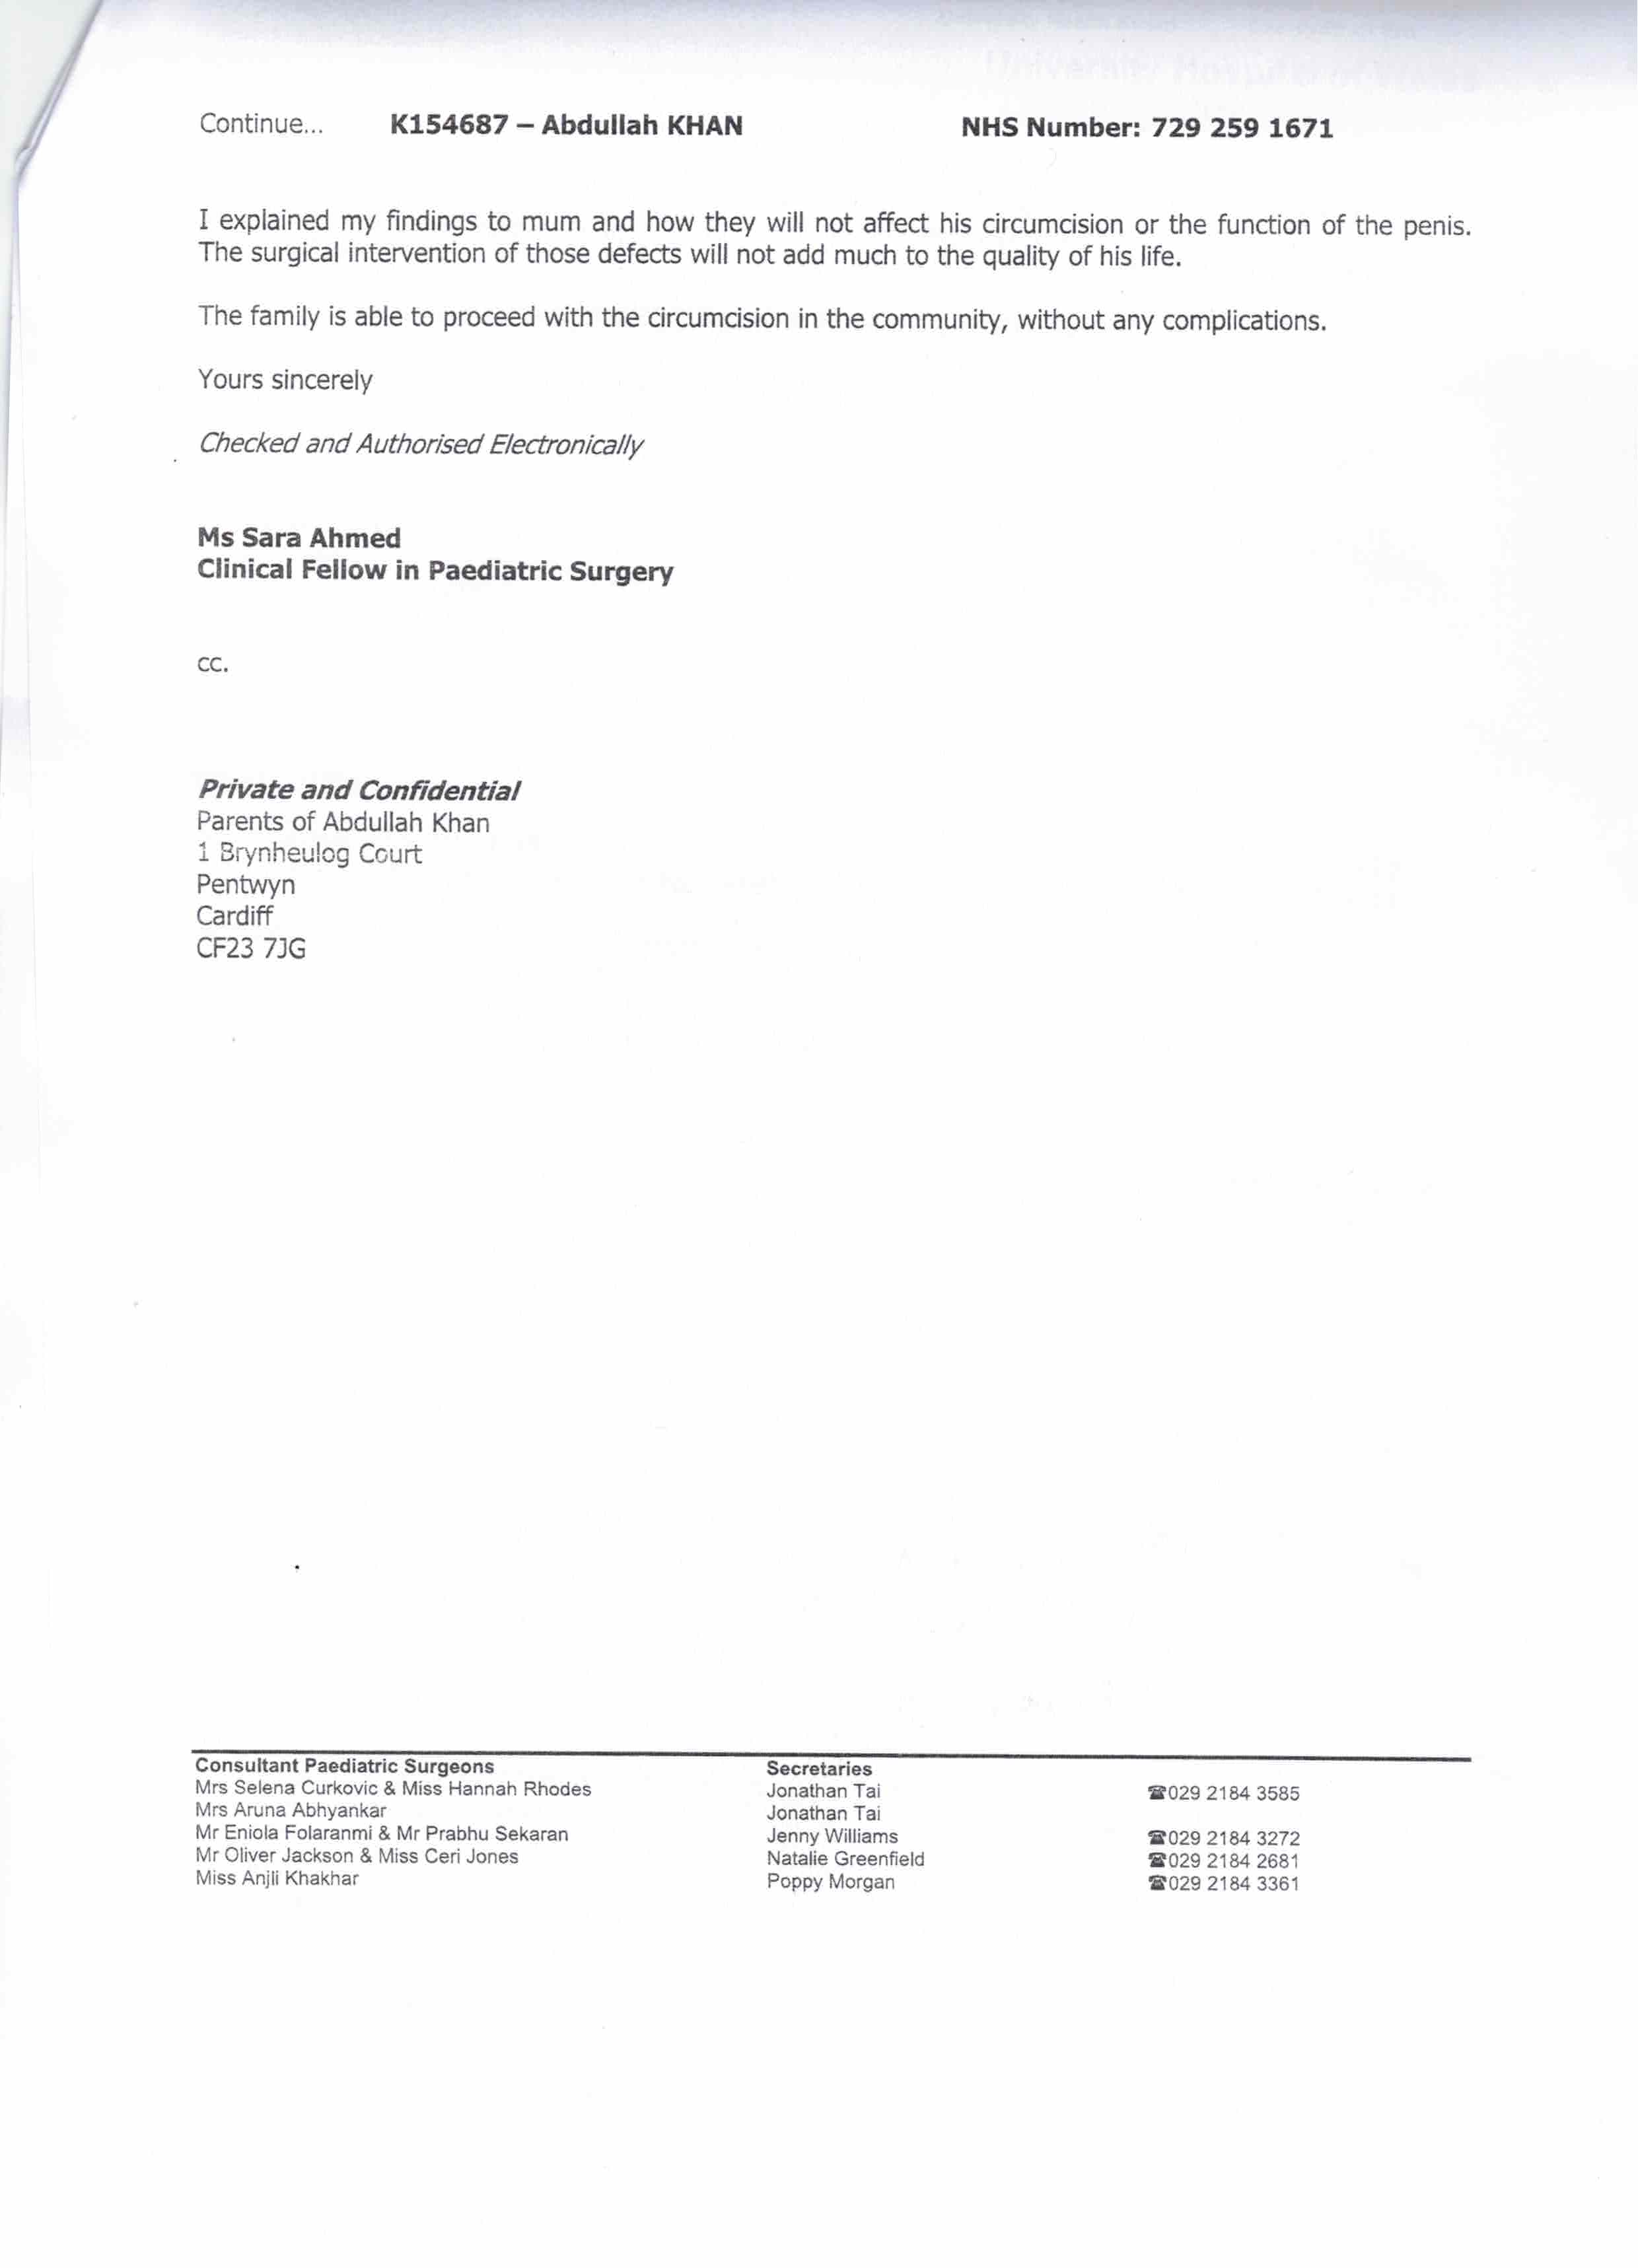 Continue... K154687 – Abdullah KHAN NHS Number: 729 259 1671
I explained my findings to mum and how they will not affect his circumcision or the function of the penis.
The surgical intervention of those defects will not add much to the quality of his life.
The family is able to proceed with the circumcision in the community, without any complications.
Yours sincerely
Checked and Authorised Electronically
Ms Sara Ahmed
Clinical Fellow in Paediatric Surgery
cc.
Private and Confidential
Parents of Abdullah Khan
1 Brynheulog Court
Pentwyn
Cardiff
CF23 7JG
Consultant Paediatric Surgeons Secretaries
Mrs Selena Curkovic & Miss Hannah Rhodes Jonathan Tai ☎029 2184 3585
Mrs Aruna Abhyankar Jonathan Tai
Mr Eniola Folaranmi & Mr Prabhu Sekaran Jenny Williams ☎029 2184 3272
Mr Oliver Jackson & Miss Ceri Jones Natalie Greenfield ☎029 2184 2681
Miss Anjli Khakhar Poppy Morgan ☎029 2184 3361